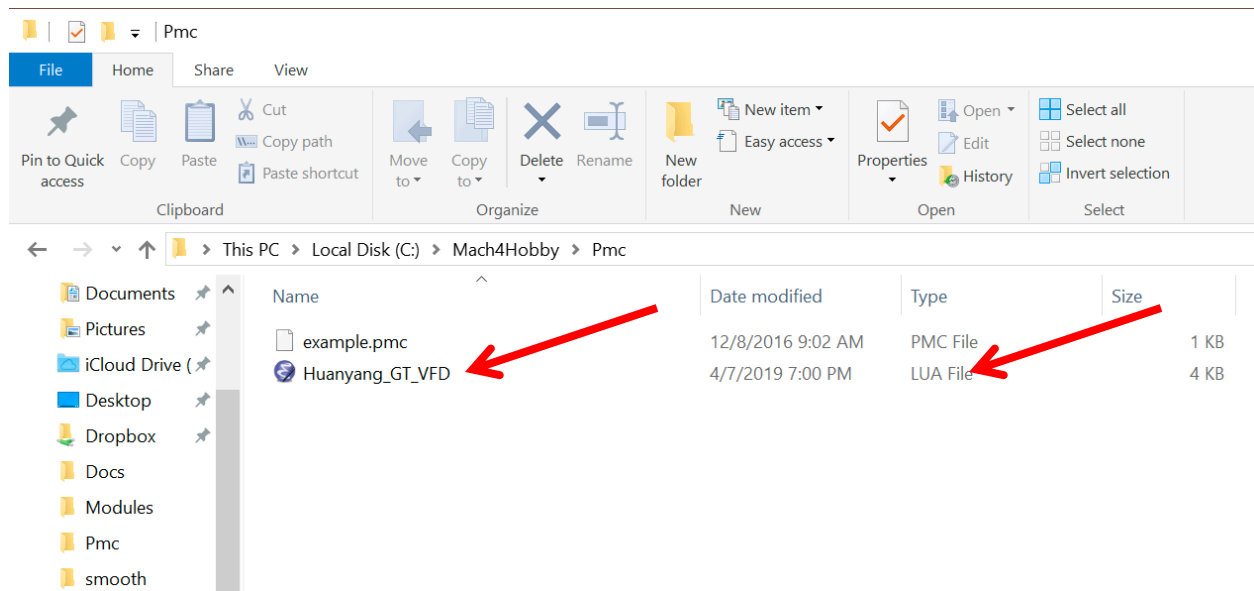 Pmc
File Home Share View
Pin to Quick access
Copy
Paste
Cut
Copy path
Paste shortcut
Clipboard
Move to
Copy to
Delete
Rename
Organize
New folder
New item
Easy access
New
Properties
Open
Edit
History
Open
Select all
Select none
Invert selection
Select
This PC > Local Disk (C:) > Mach4Hobby > Pmc
Documents
Pictures
iCloud Drive (
Desktop
Dropbox
Docs
Modules
Pmc
smooth
Name Date modified Type Size
example.pmc 12/8/2016 9:02 AM PMC File 1 KB
Huanyang_GT_VFD 4/7/2019 7:00 PM LUA File 4 KB